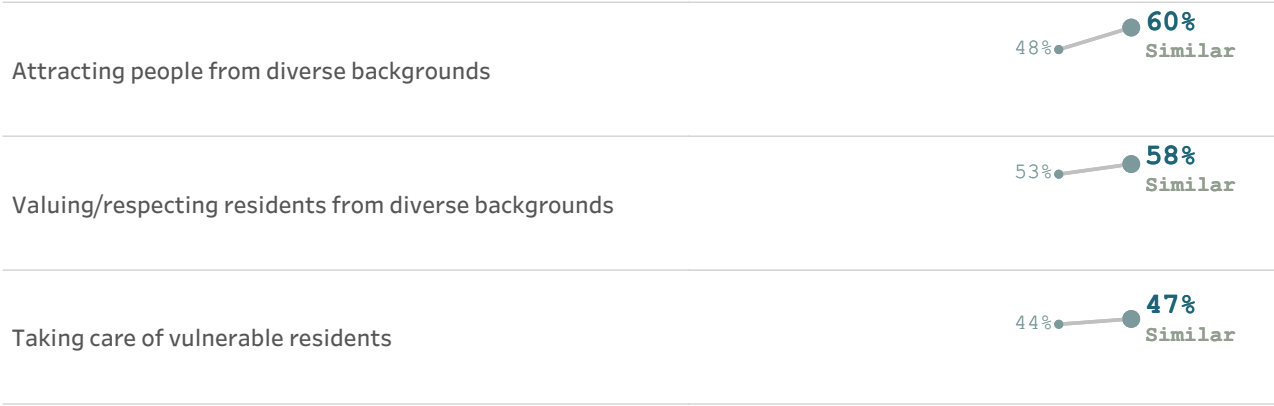 60%
48%
Similar
Attracting people from diverse backgrounds
58%
53%
Similar
Valuing/respecting residents from diverse backgrounds
47%
44%
Similar
Taking care of vulnerable residents